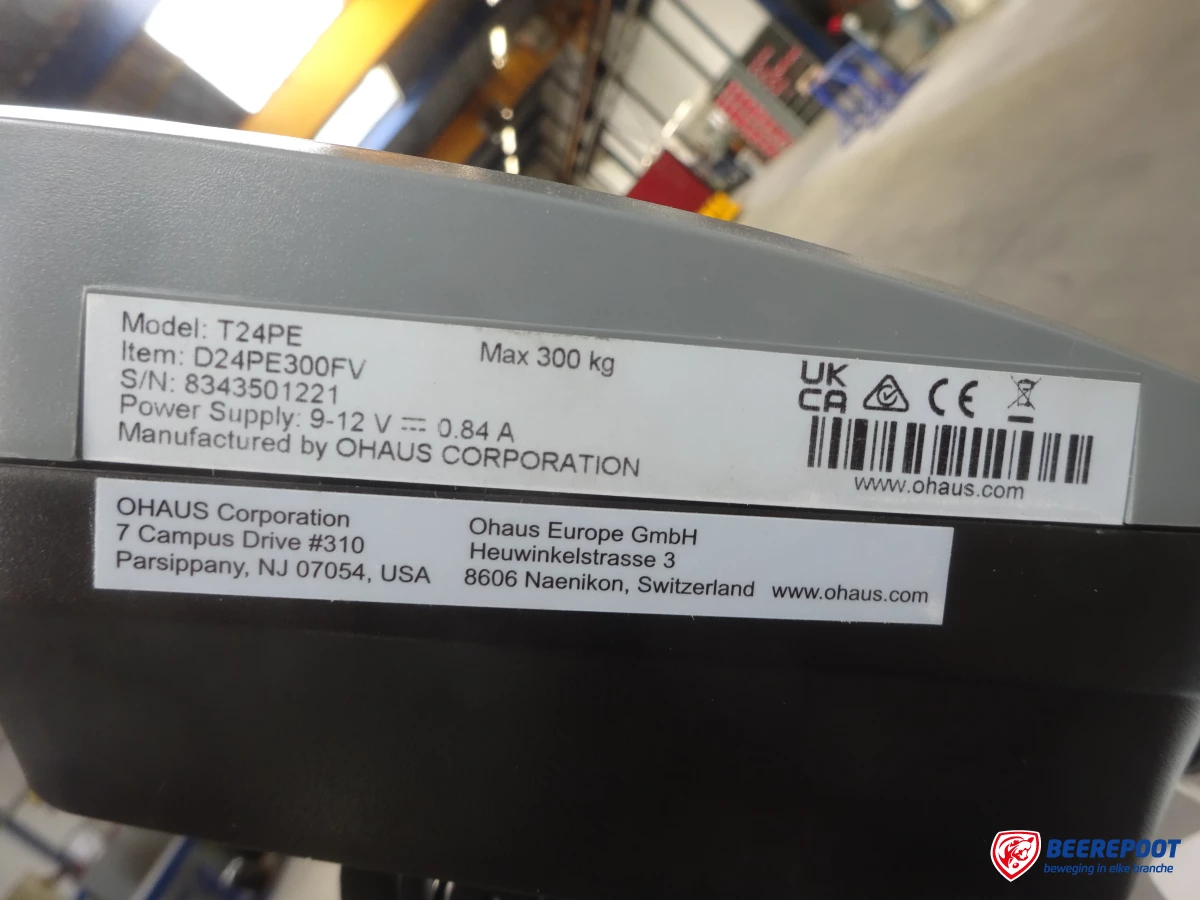 Model: T24PE
Item: D24PE300FV
S/N: 8343501221
Power Supply: 9-12 V ⎓ 0.84 A
Manufactured by OHAUS CORPORATION
Max 300 kg
UK
CA
CE
www.ohaus.com
OHAUS Corporation
7 Campus Drive #310
Parsippany, NJ 07054, USA
Ohaus Europe GmbH
Heuwinkelstrasse 3
8606 Naenikon, Switzerland
www.ohaus.com
BEEREPOOT
beweging in elke branche